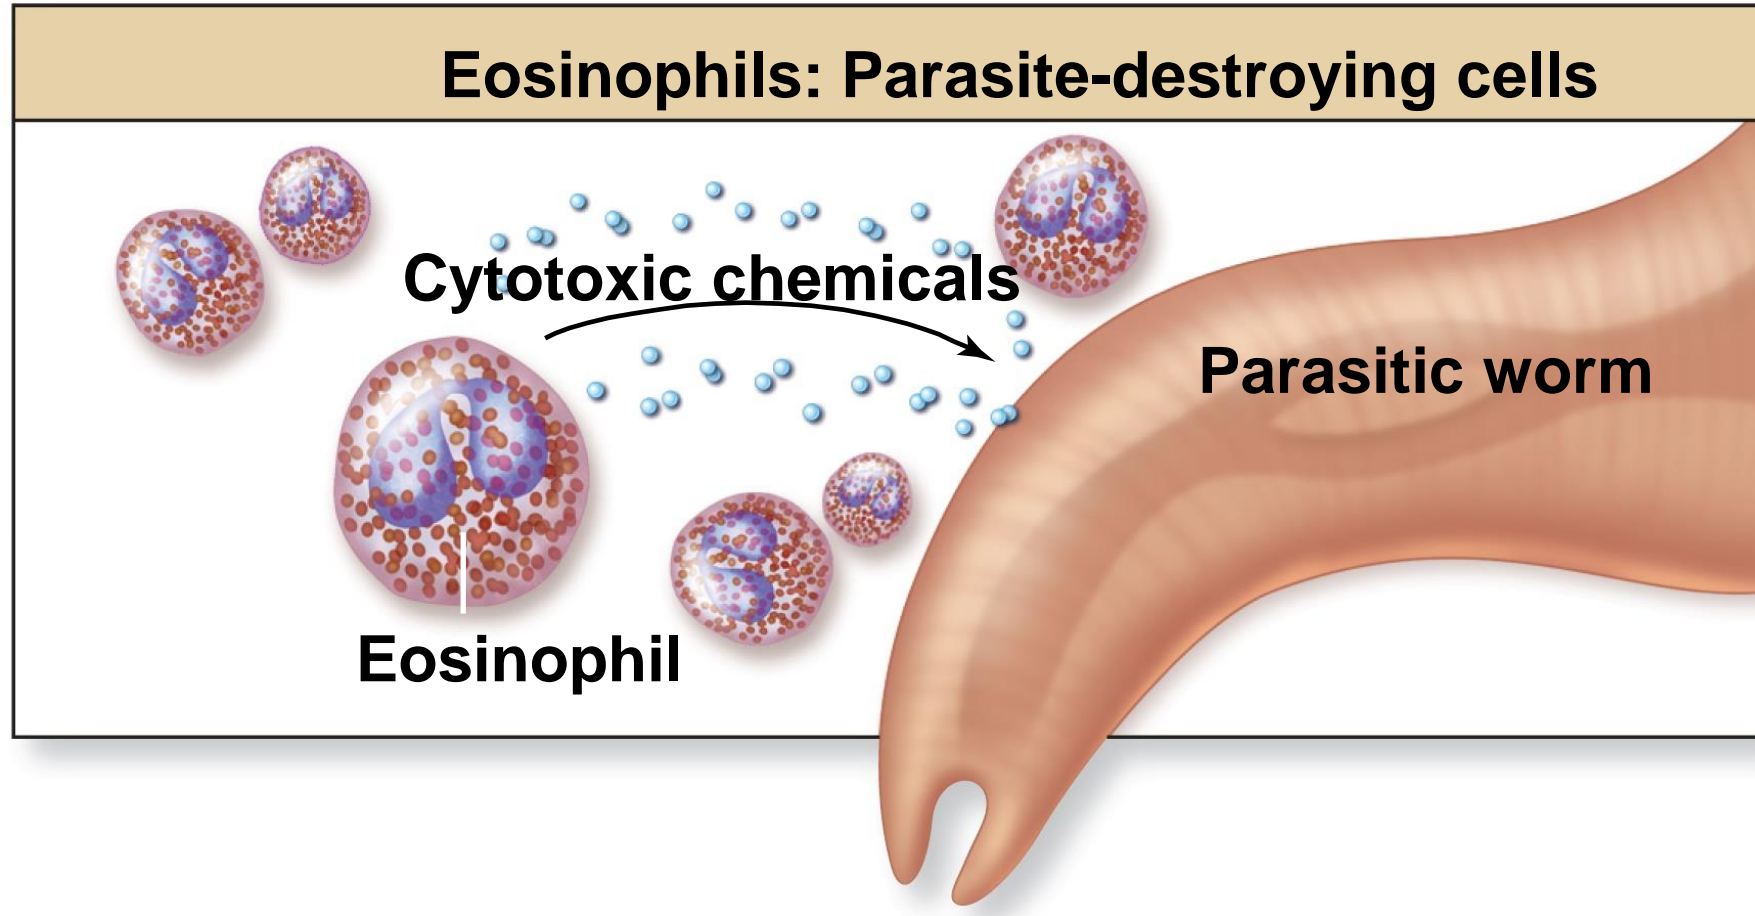 Eosinophils: Parasite-destroying cells
Cytotoxic chemicals
Parasitic worm
Eosinophil